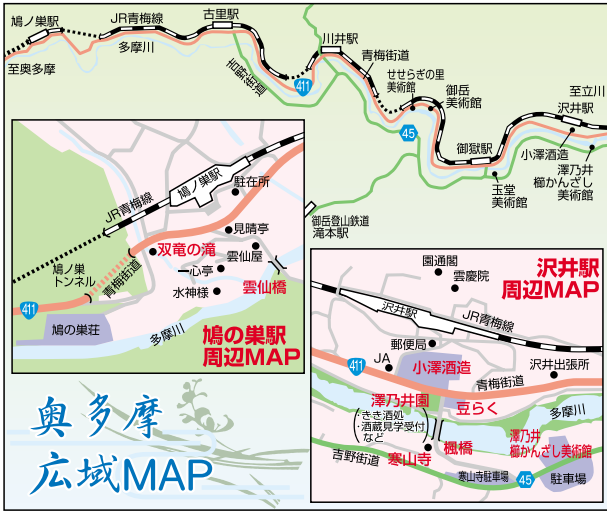 鳩ノ巣駅
JR青梅線
古里駅
多摩川
至奥多摩
吉野街道
411
川井駅
青梅街道
せせらぎの里
美術館
御岳
美術館
45
御嶽駅
至立川
沢井駅
小澤酒造
澤乃井
櫛かんざし
美術館
玉堂
美術館
御岳登山鉄道
滝本駅
JR青梅線
鳩ノ巣駅
駐在所
見晴亭
雲仙屋
双竜の滝
一心亭
水神様
雲仙橋
鳩ノ巣
トンネル
青梅街道
411
鳩の巣荘
多摩川
鳩の巣駅
周辺MAP
沢井駅
周辺MAP
園通閣
雲慶院
沢井駅
JR青梅線
郵便局
411
JA
小澤酒造
沢井出張所
青梅街道
澤乃井園
(きき酒処
・酒蔵見学受付
など)
豆らく
多摩川
澤乃井
櫛かんざし美術館
楓橋
寒山寺
吉野街道
寒山寺駐車場
45
駐車場
奥多摩
広域MAP